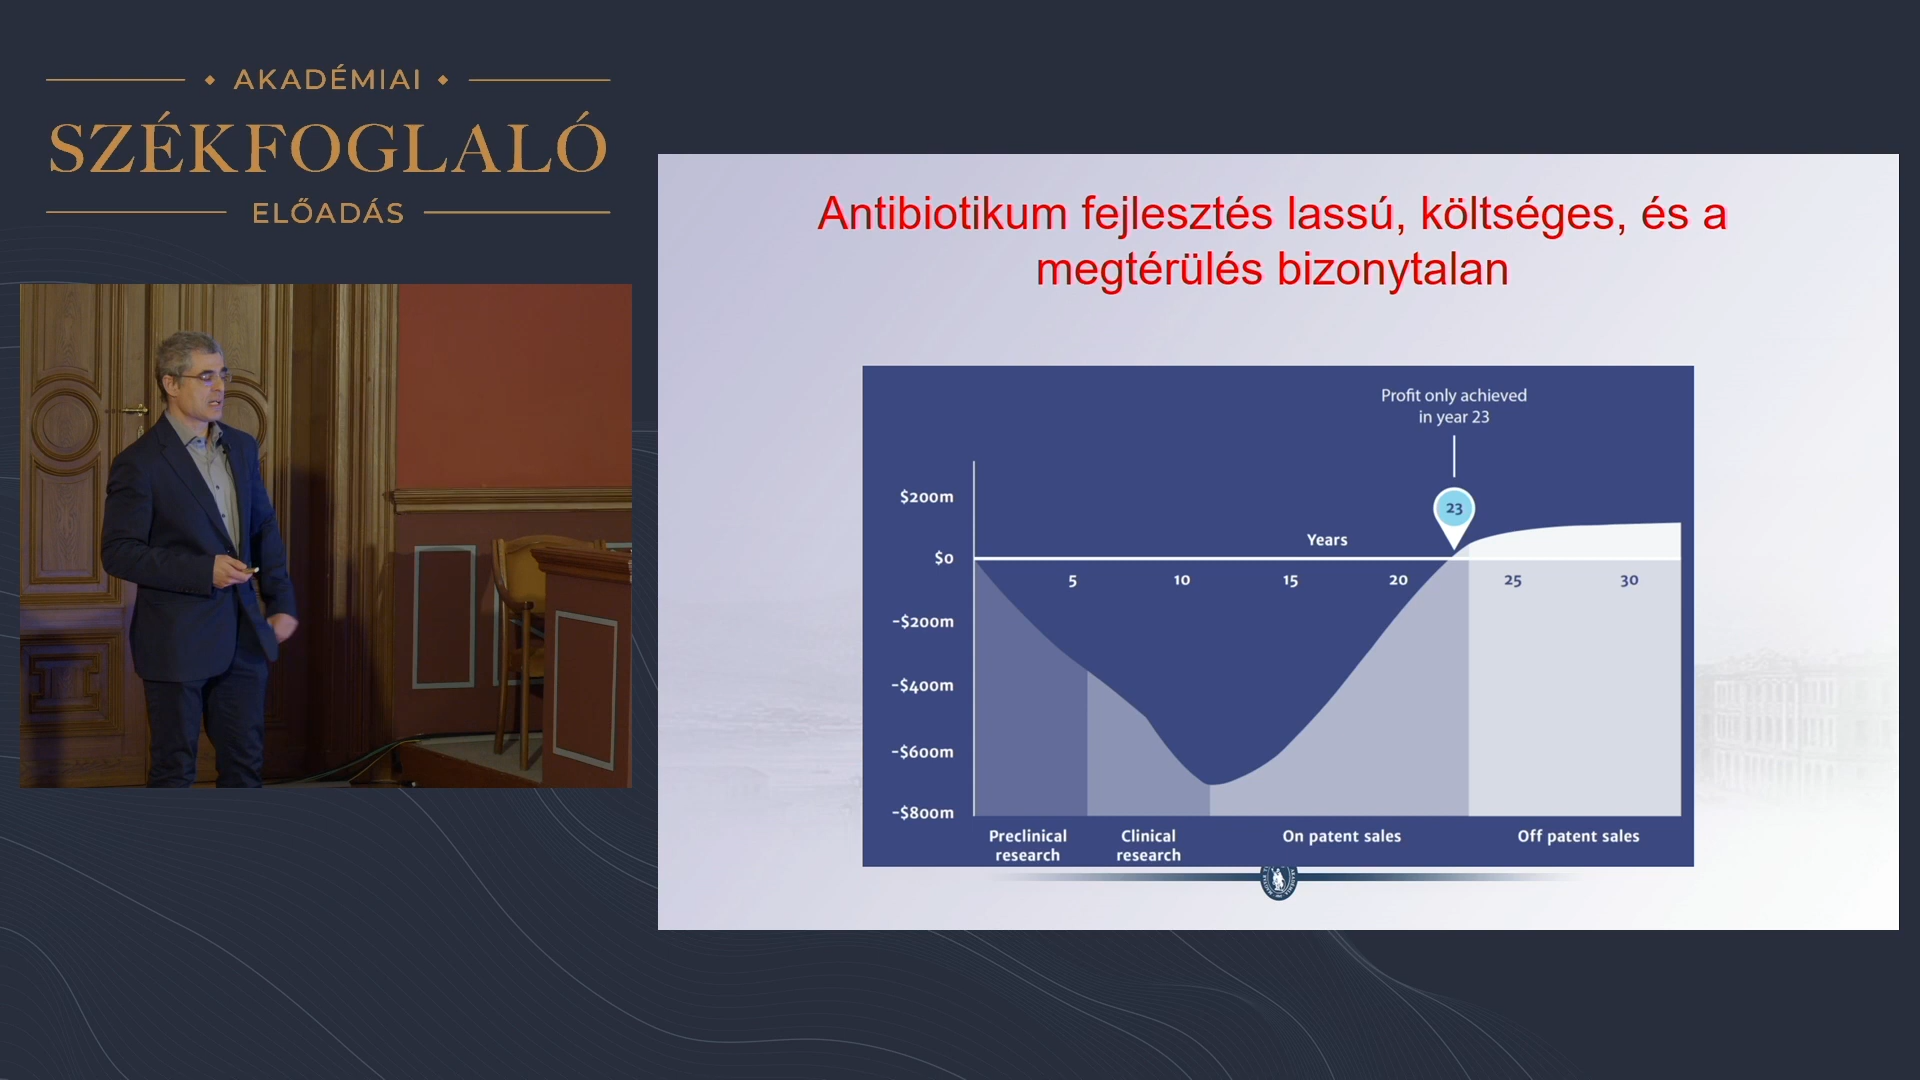 AKADÉMIAI
SZÉKFOGLALÓ
ELŐADÁS
Antibiotikum fejlesztés lassú, költséges, és a
megtérülés bizonytalan
Profit only achieved
in year 23
23
$200m
$0
-$200m
-$400m
-$600m
-$800m
Years
5 10 15 20 25 30
Preclinical
research
Clinical
research
On patent sales
Off patent sales